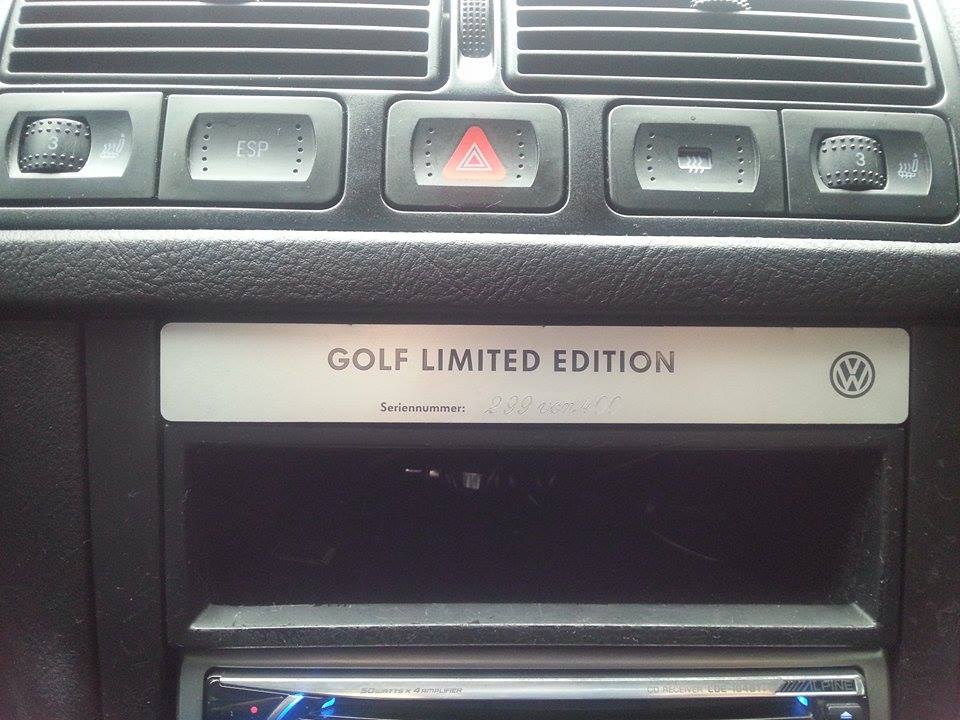 3
ESP
3
GOLF LIMITED EDITION
Seriennummer: 299 von 400
50WATTS X 4 AMPLIFIER
CD RECEIVER
ALPINE